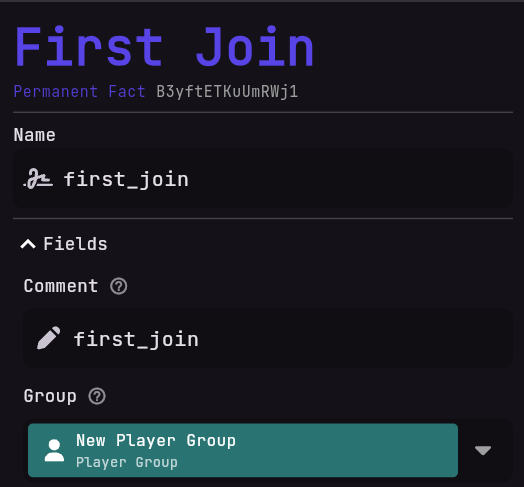 First Join
Permanent Fact B3yftETKuUmRWj1
Name
first_join
Fields
Comment
first_join
Group
New Player Group
Player Group